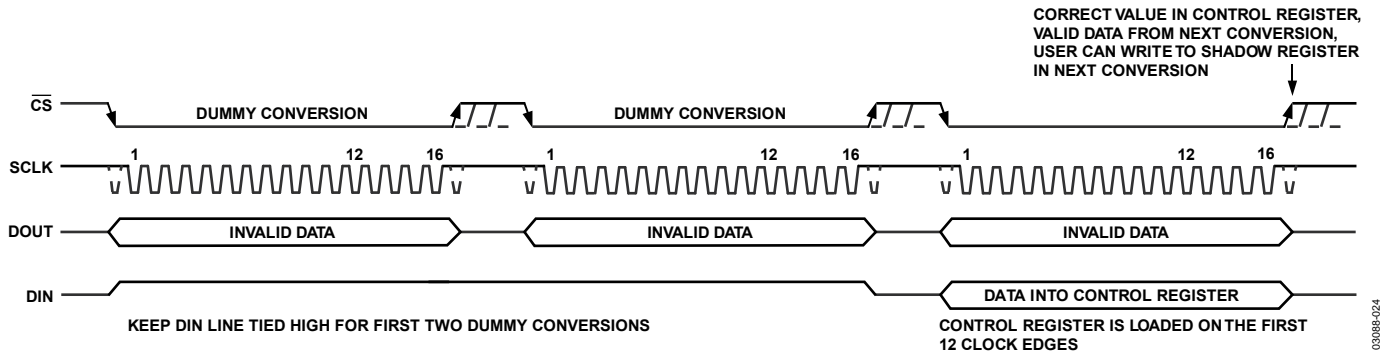 CORRECT VALUE IN CONTROL REGISTER,
VALID DATA FROM NEXT CONVERSION,
USER CAN WRITE TO SHADOW REGISTER
IN NEXT CONVERSION
CS
DUMMY CONVERSION
DUMMY CONVERSION
SCLK
1
12
16
1
12
16
1
12
16
DOUT
INVALID DATA
INVALID DATA
INVALID DATA
DIN
DATA INTO CONTROL REGISTER
KEEP DIN LINE TIED HIGH FOR FIRST TWO DUMMY CONVERSIONS
CONTROL REGISTER IS LOADED ON THE FIRST
12 CLOCK EDGES
03088-024